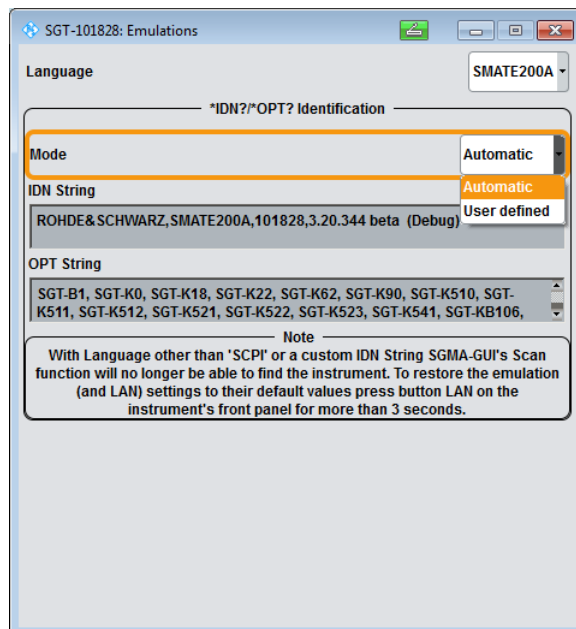 SGT-101828: Emulations
Language
SMATE200A
*IDN?/*OPT? Identification
Mode
Automatic
Automatic
User defined
IDN String
ROHDE&SCHWARZ,SMATE200A,101828,3.20.344 beta (Debug)
OPT String
SGT-B1, SGT-K0, SGT-K18, SGT-K22, SGT-K62, SGT-K90, SGT-K510, SGT-
K511, SGT-K512, SGT-K521, SGT-K522, SGT-K523, SGT-K541, SGT-KB106,
Note
With Language other than 'SCPI' or a custom IDN String SGMA-GUI's Scan
function will no longer be able to find the instrument. To restore the emulation
(and LAN) settings to their default values press button LAN on the
instrument's front panel for more than 3 seconds.